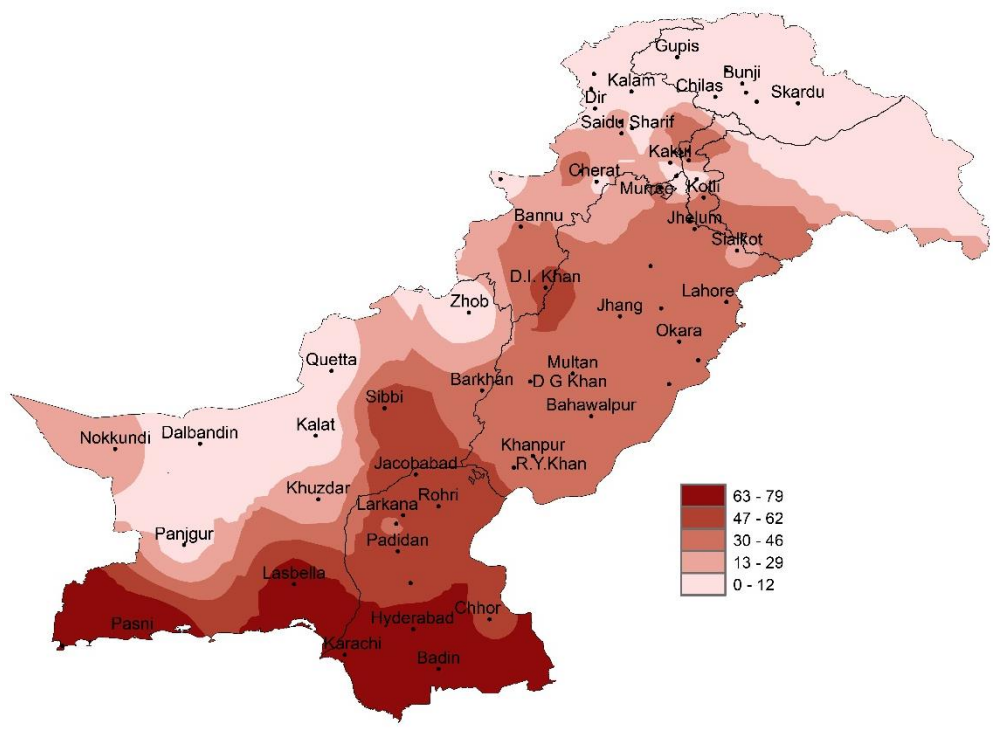 Gupis
Kalam
Chilas
Bunji
Skardu
Dir
Saidu Sharif
Kakul
Cherat
Murree
Kotli
Bannu
Jhelum
Sialkot
D.I. Khan
Zhob
Jhang
Lahore
Okara
Quetta
Multan
Barkhan
D G Khan
Sibbi
Bahawalpur
Nokkundi
Dalbandin
Kalat
Khanpur
Jacobabad
R.Y.Khan
Khuzdar
Larkana
Rohri
Panjgur
Padidan
Lasbella
Pasni
Hyderabad
Chhor
Karachi
Badin
63 - 79
47 - 62
30 - 46
13 - 29
0 - 12